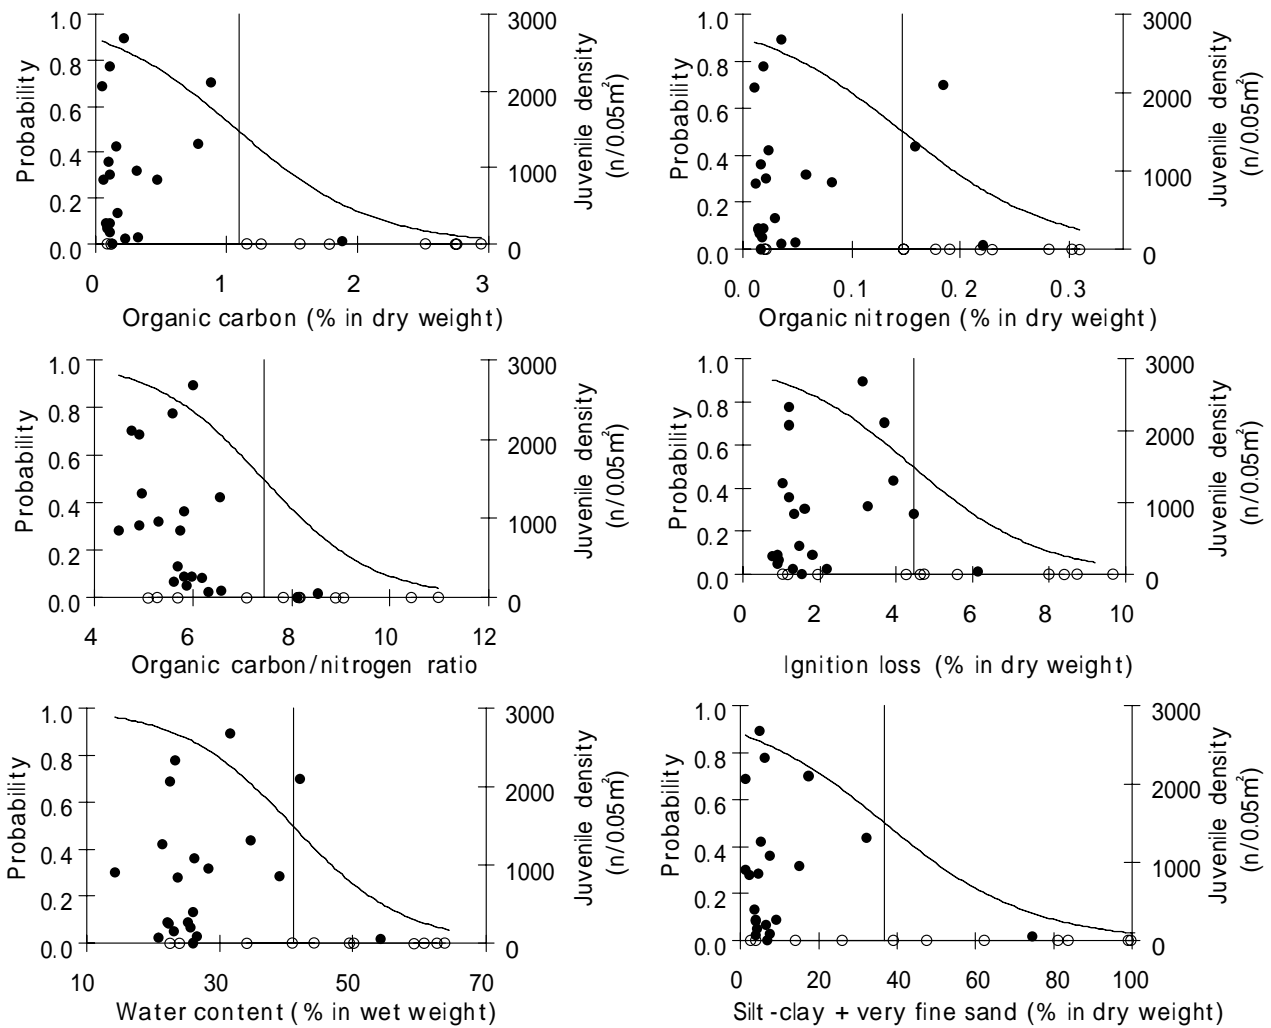 1.0
0.8
0.6
0.4
0.2
0.0
Probability
3000
2000
1000
0
Juvenile density
(n/0.05m²)
0 1 2 3
Organic carbon (% in dry weight)
1.0
0.8
0.6
0.4
0.2
0.0
Probability
3000
2000
1000
0
Juvenile density
(n/0.05m²)
0.0 0.1 0.2 0.3
Organic nitrogen (% in dry weight)
1.0
0.8
0.6
0.4
0.2
0.0
Probability
3000
2000
1000
0
Juvenile density
(n/0.05m²)
4 6 8 10 12
Organic carbon/nitrogen ratio
1.0
0.8
0.6
0.4
0.2
0.0
Probability
3000
2000
1000
0
Juvenile density
(n/0.05m²)
0 2 4 6 8 10
Ignition loss (% in dry weight)
1.0
0.8
0.6
0.4
0.2
0.0
Probability
3000
2000
1000
0
Juvenile density
(n/0.05m²)
10 30 50 70
Water content (% in wet weight)
1.0
0.8
0.6
0.4
0.2
0.0
Probability
3000
2000
1000
0
Juvenile density
(n/0.05m²)
0 20 40 60 80 100
Silt-clay + very fine sand (% in dry weight)